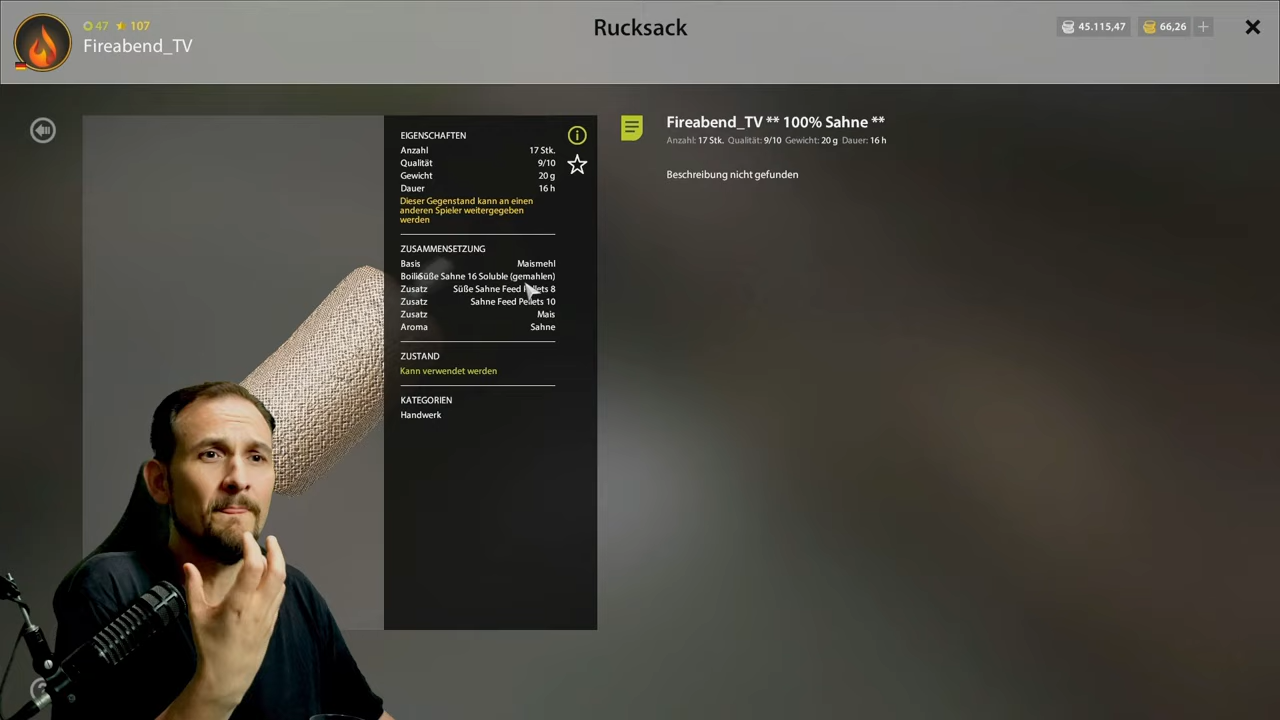 47 107
Fireabend_TV
Rucksack
45.115,47 66,26 +
EIGENSCHAFTEN
Anzahl 17 Stk.
Qualität 9/10
Gewicht 20 g
Dauer 16 h
Dieser Gegenstand kann an einen
anderen Spieler weitergegeben
werden
ZUSAMMENSETZUNG
Basis Maismehl
Süße Sahne 16 Soluble (gemahlen)
Zusatz Süße Sahne Feed Pellets 8
Zusatz Sahne Feed Pellets 10
Zusatz Mais
Aroma Sahne
ZUSTAND
Kann verwendet werden
KATEGORIEN
Handwerk
Fireabend_TV ** 100% Sahne **
Anzahl: 17 Stk. Qualität: 9/10 Gewicht: 20 g Dauer: 16 h
Beschreibung nicht gefunden